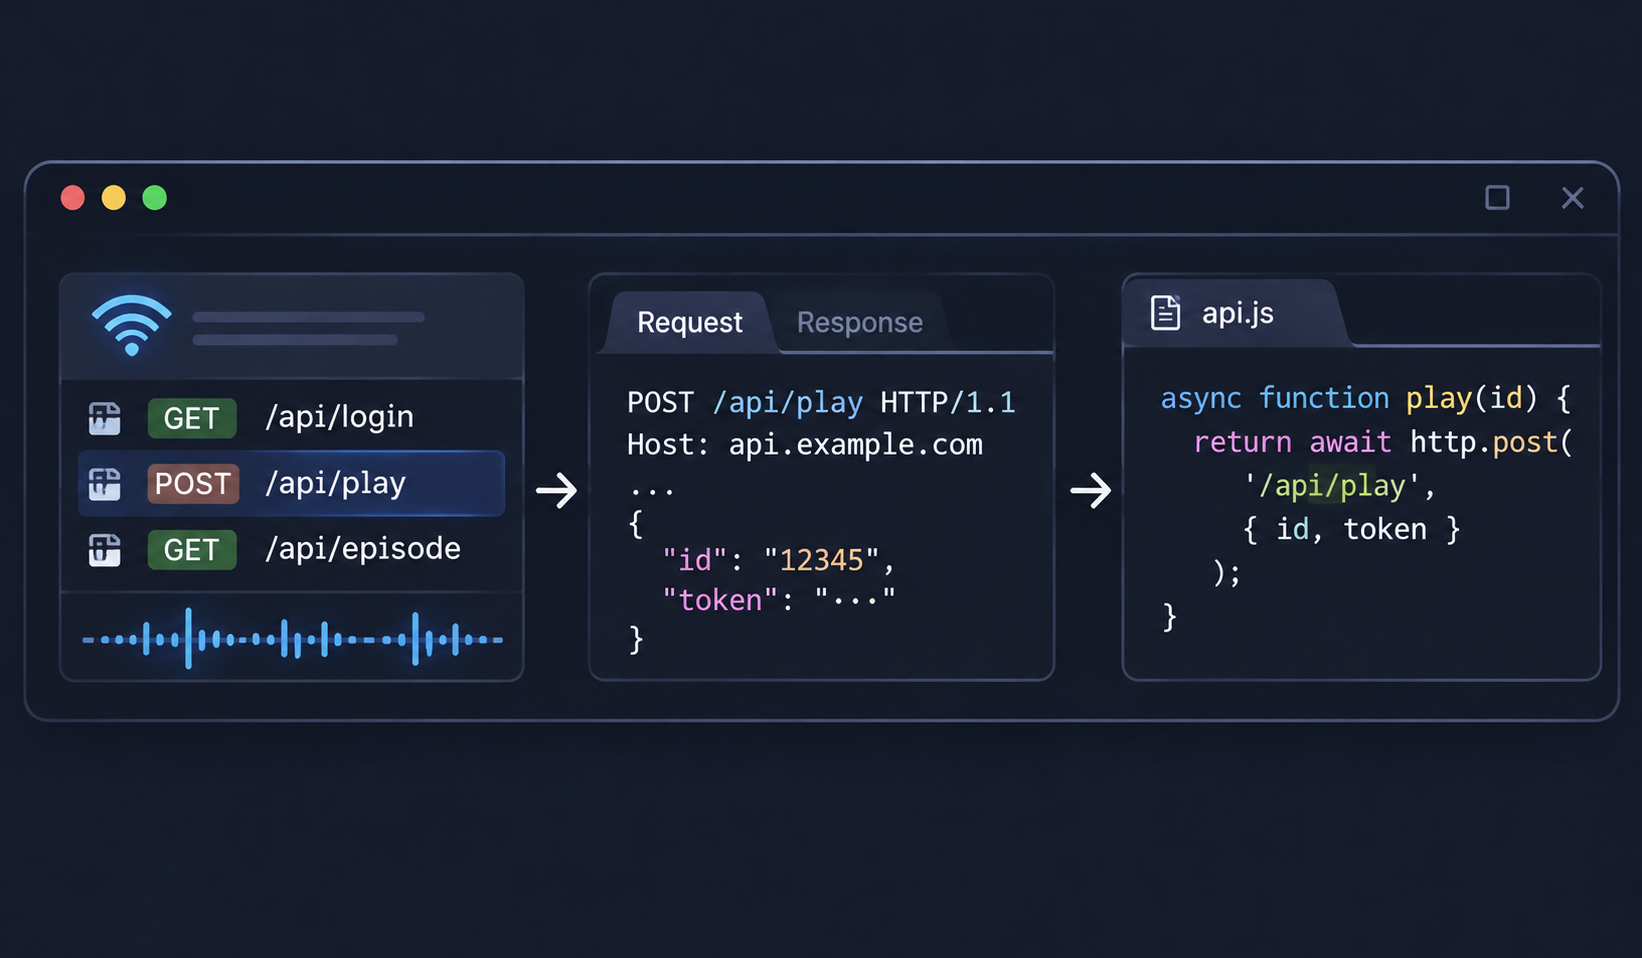 GET /api/login
POST /api/play
GET /api/episode
Request Response
POST /api/play HTTP/1.1
Host: api.example.com
...
{
"id": "12345",
"token": "···"
}
api.js
async function play(id) {
return await http.post(
'/api/play',
{ id, token }
);
}